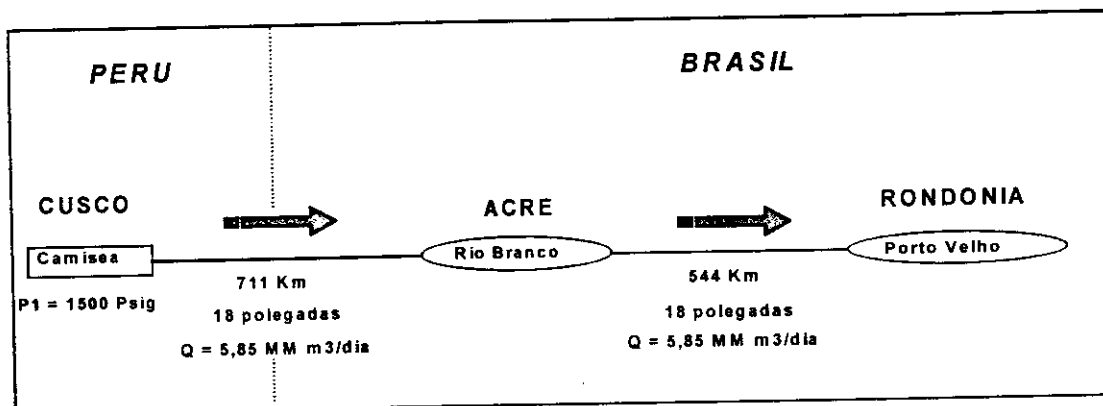 PERU
BRASIL
CUSCO
ACRE
RONDONIA
Camisea
Rio Branco
Porto Velho
P1 = 1500 Psig
711 Km
544 Km
18 polegadas
18 polegadas
Q = 5,85 MM m3/dia
Q = 5,85 MM m3/dia